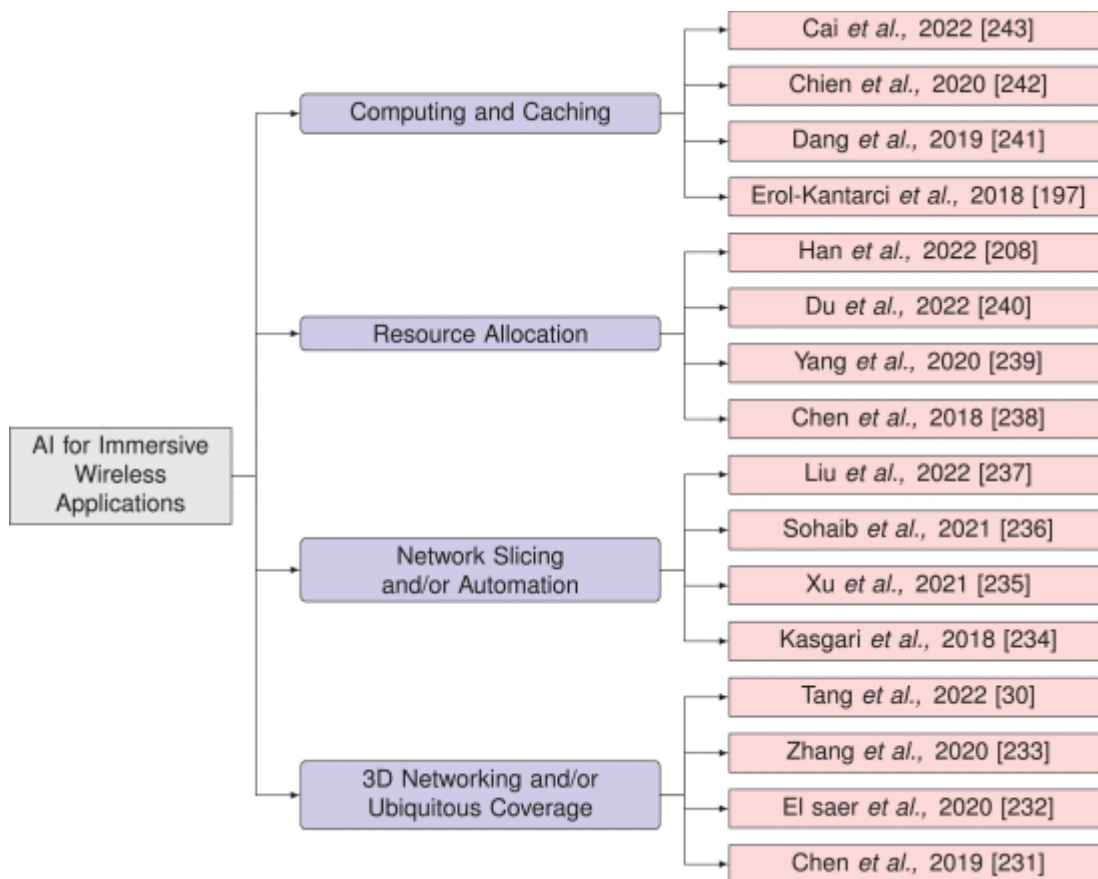 AI for Immersive
Wireless
Applications
Computing and Caching
Cai et al., 2022 [243]
Chien et al., 2020 [242]
Dang et al., 2019 [241]
Erol-Kantarci et al., 2018 [197]
Resource Allocation
Han et al., 2022 [208]
Du et al., 2022 [240]
Yang et al., 2020 [239]
Chen et al., 2018 [238]
Network Slicing
and/or Automation
Liu et al., 2022 [237]
Sohaib et al., 2021 [236]
Xu et al., 2021 [235]
Kasgari et al., 2018 [234]
3D Networking and/or
Ubiquitous Coverage
Tang et al., 2022 [30]
Zhang et al., 2020 [233]
El saer et al., 2020 [232]
Chen et al., 2019 [231]